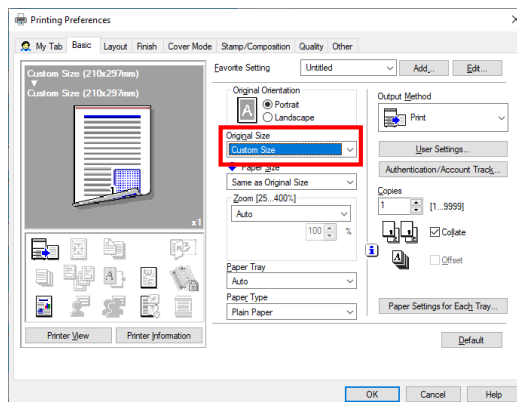 Printing Preferences
My Tab Basic Layout Finish Cover Mode Stamp/Composition Quality Other
Custom Size (210x297mm)
Custom Size (210x297mm)
x1
Printer View Printer Information
Favorite Setting Untitled Add... Edit...
Original Orientation
A Portrait
Landscape
Original Size
Custom Size
Paper Size
Same as Original Size
Zoom [25...400%]
Auto
100 %
Paper Tray
Auto
Paper Type
Plain Paper
Output Method
Print
User Settings...
Authentication/Account Track...
Copies
1 [1...9999]
Collate
Offset
Paper Settings for Each Tray...
Default
OK Cancel Help